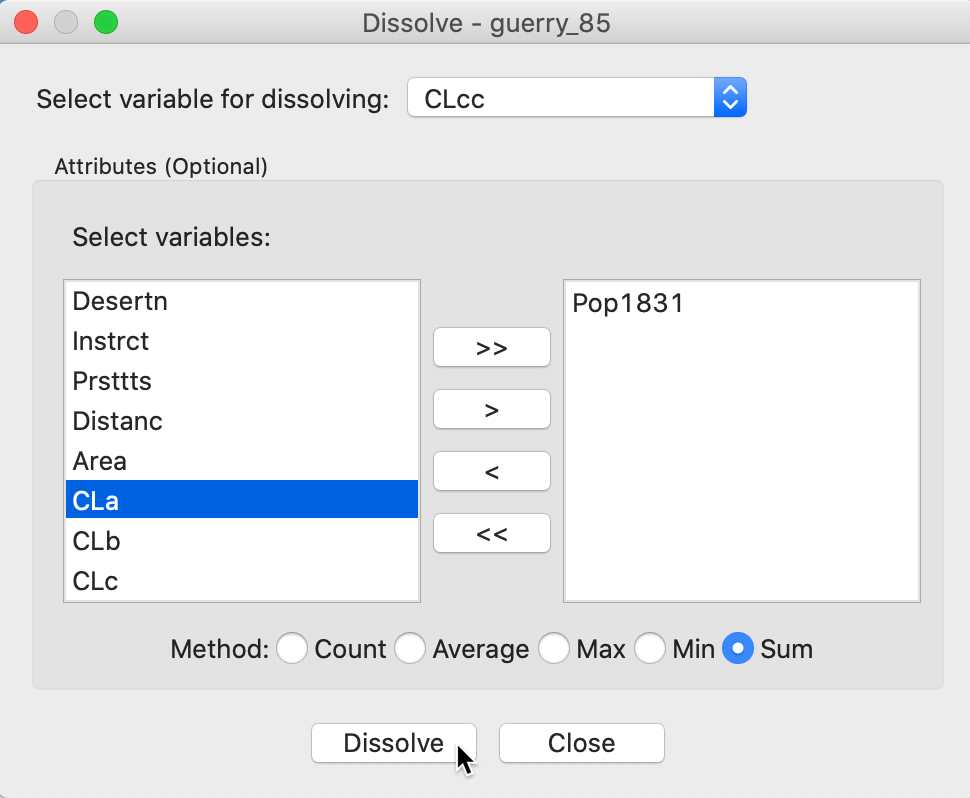 Dissolve - guerry_85
Select variable for dissolving: CLcc
Attributes (Optional)
Select variables:
Desertn
Instrct
Prsttts
Distanc
Area
CLa
CLb
CLc
>>
>
<
<<
Pop1831
Method: Count Average Max Min Sum
Dissolve Close